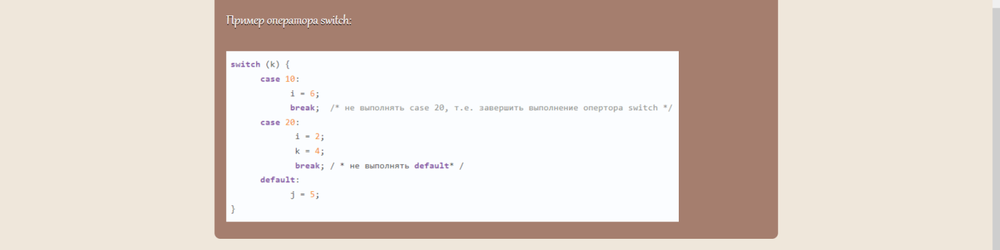 Пример оператора switch:
switch (k) {
case 10:
i = 6;
break; /* не выполнять case 20, т.е. завершить выполнение опертора switch */
case 20:
i = 2;
k = 4;
break; / * не выполнять default* /
default:
j = 5;
}